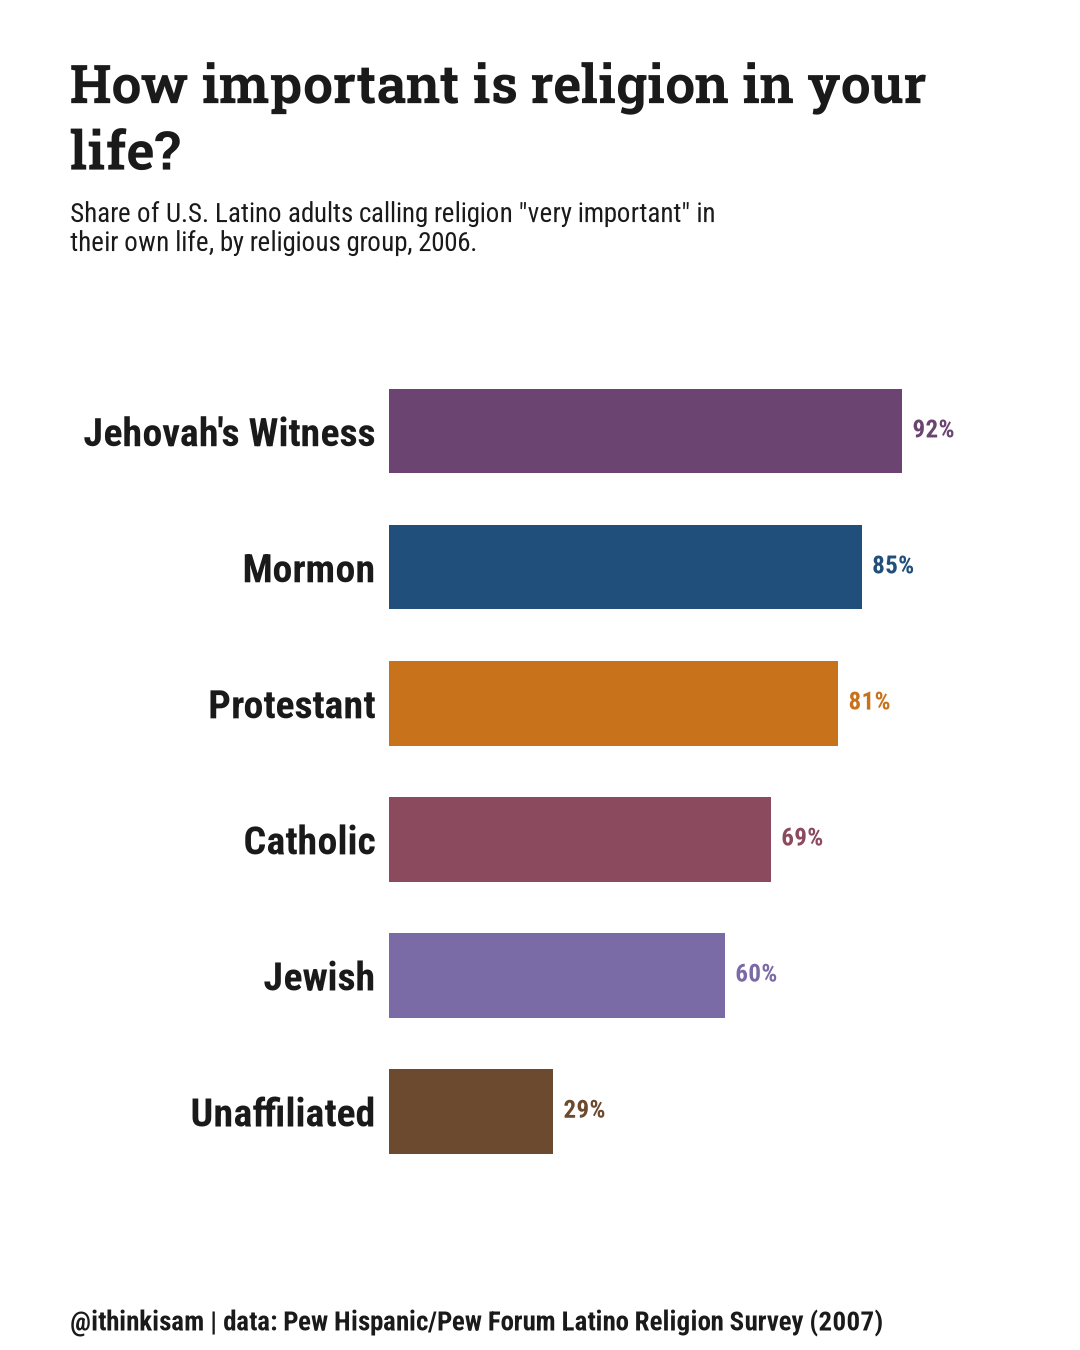 How important is religion in your
life?
Share of U.S. Latino adults calling religion "very important" in
their own life, by religious group, 2006.
Jehovah's Witness 92%
Mormon 85%
Protestant 81%
Catholic 69%
Jewish 60%
Unaffiliated 29%
@ithinkisam | data: Pew Hispanic/Pew Forum Latino Religion Survey (2007)